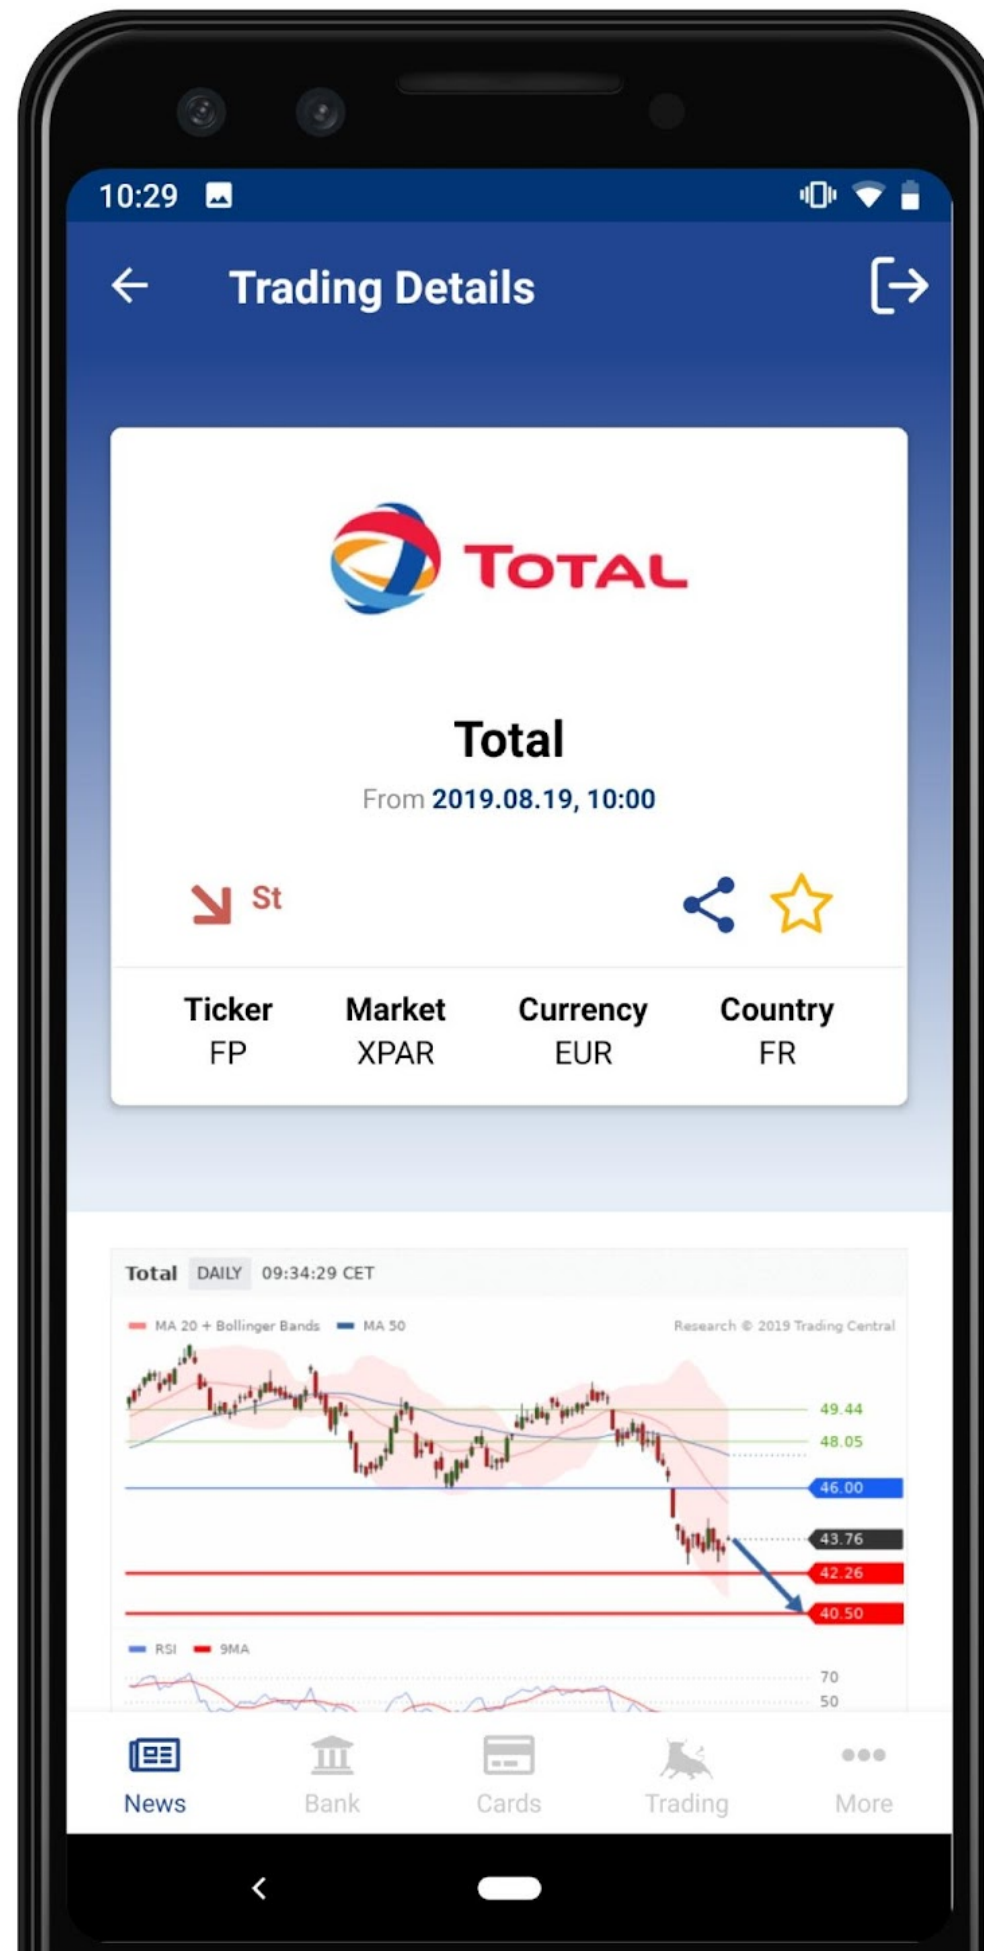 10:29
Trading Details
TOTAL
Total
From 2019.08.19, 10:00
St
Ticker Market Currency Country
FP XPAR EUR FR
Total DAILY 09:34:29 CET
MA 20 + Bollinger Bands MA 50 Research © 2019 Trading Central
49.44
48.05
46.00
43.76
42.26
40.50
RSI 9MA
70
50
News Bank Cards Trading More